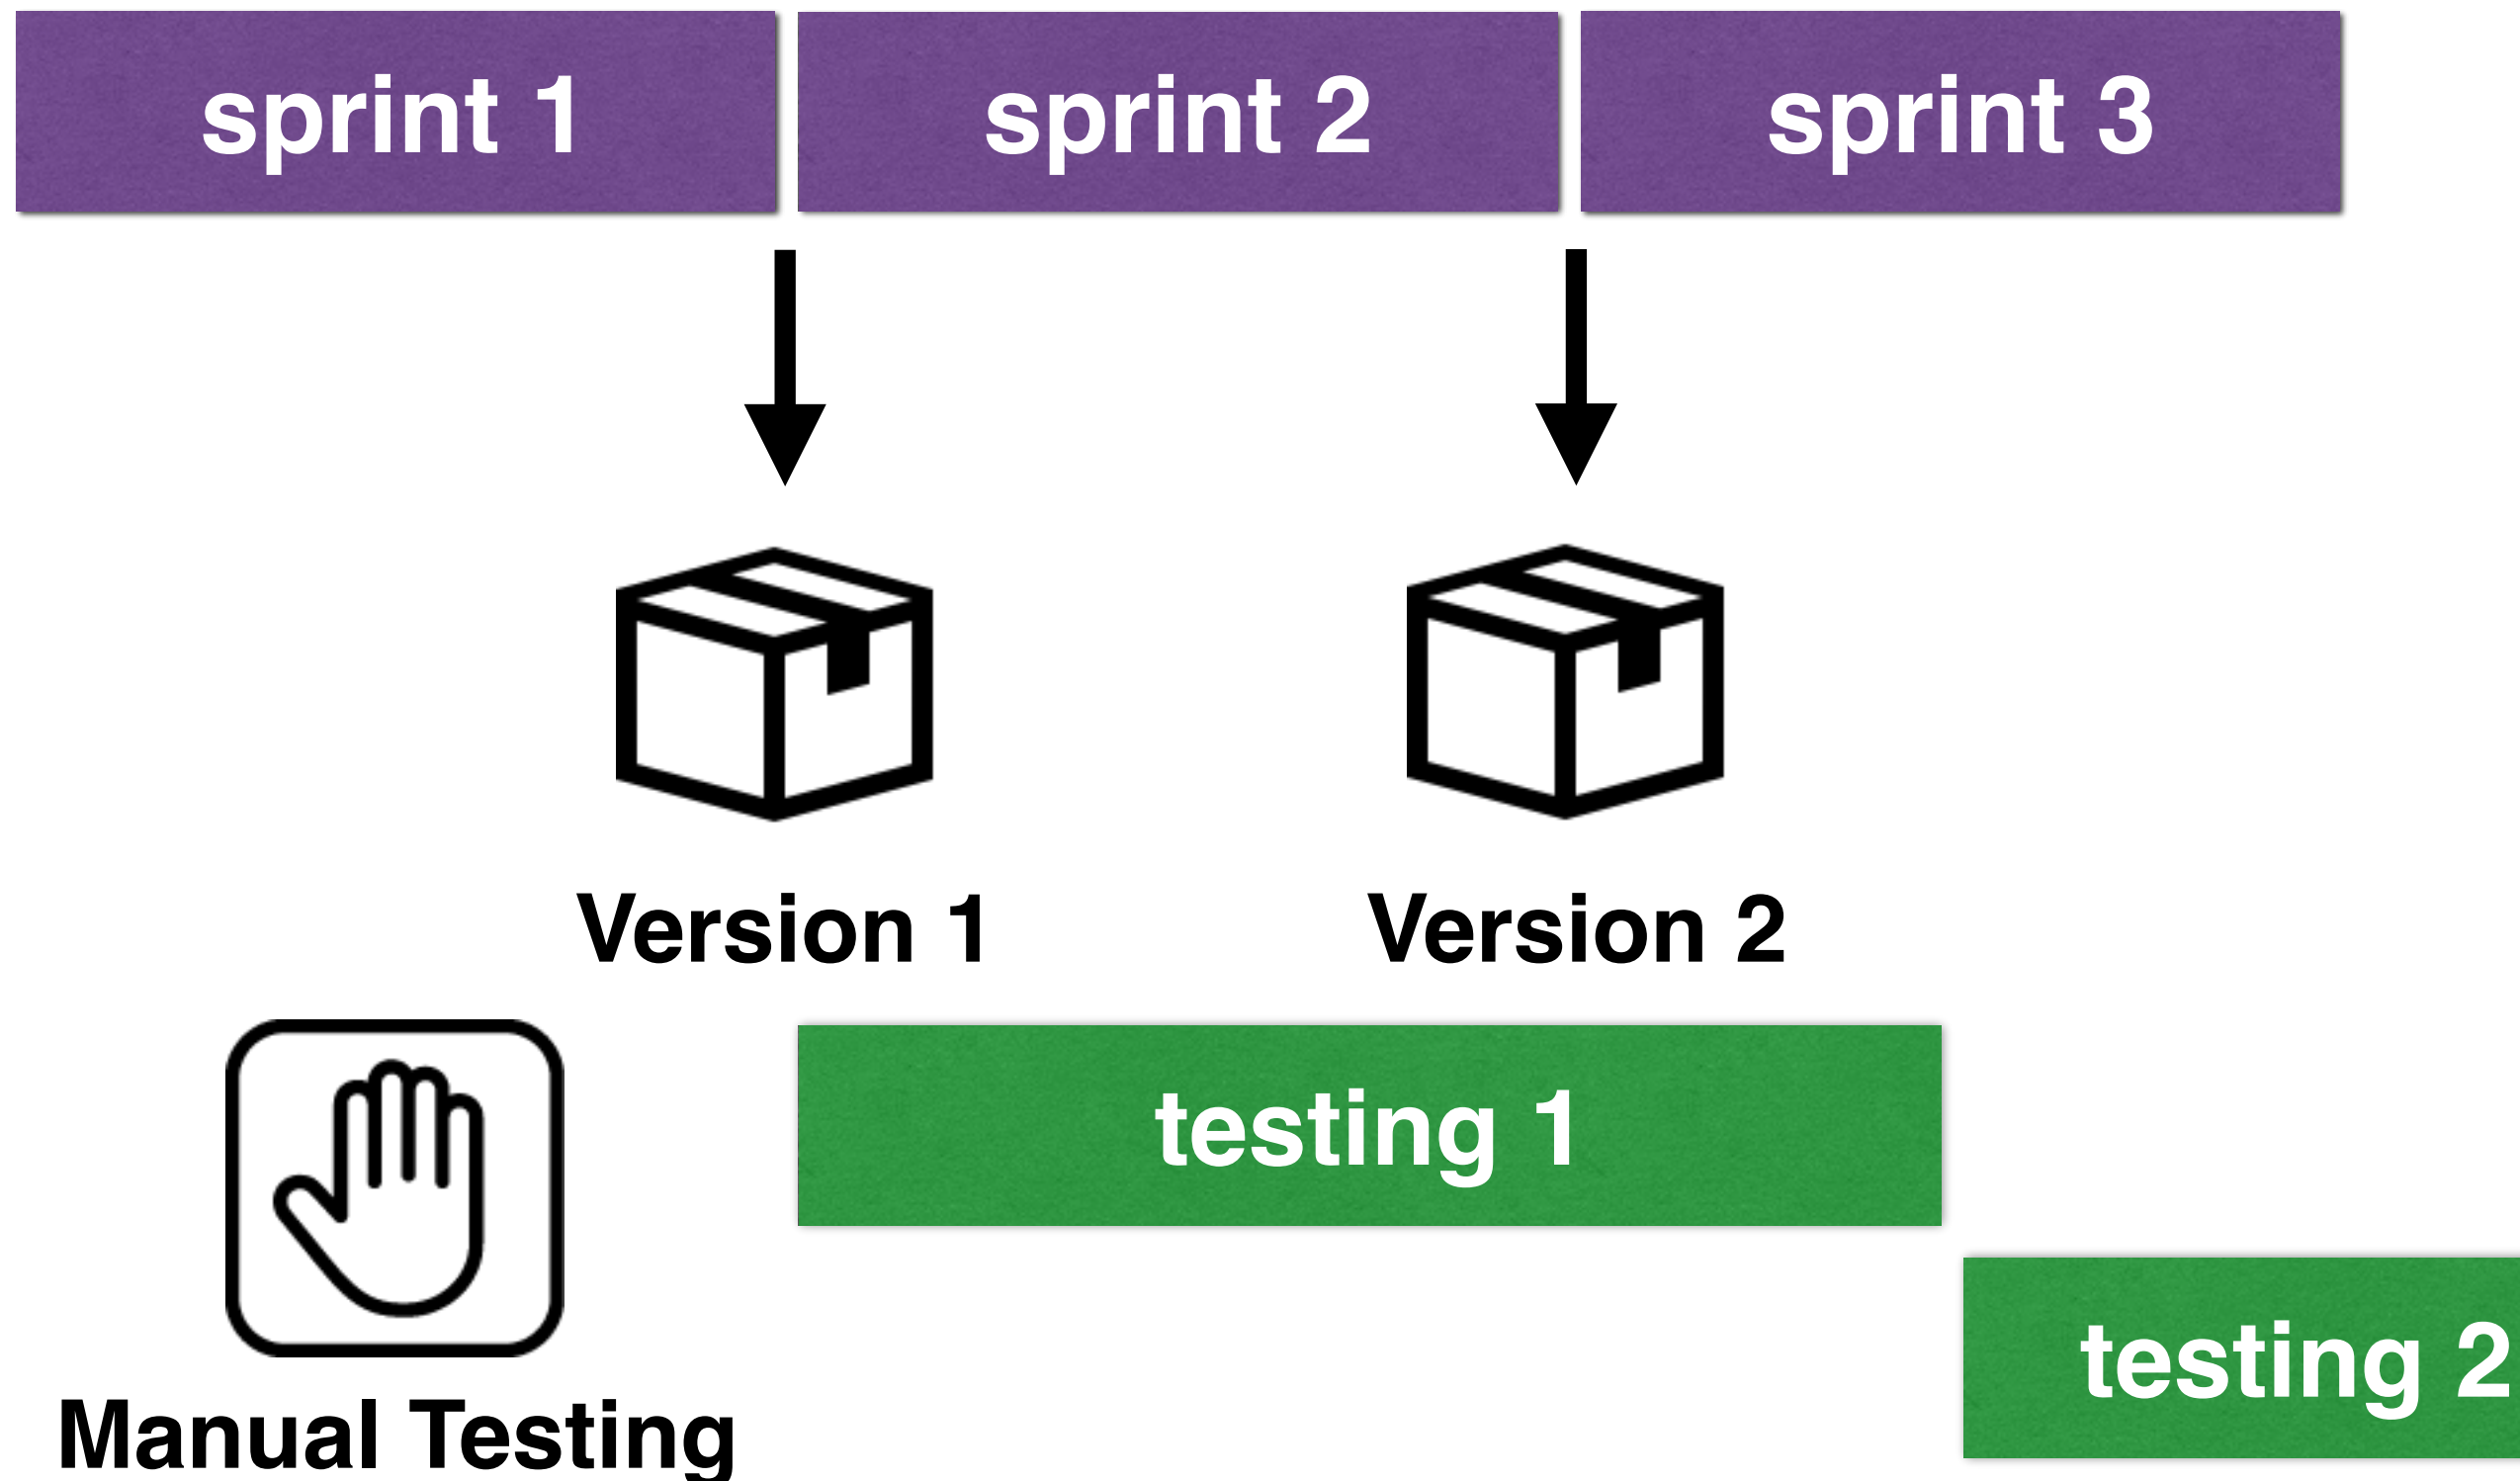 sprint 1
sprint 2
sprint 3
Version 1
Version 2
testing 1
testing 2
Manual Testing